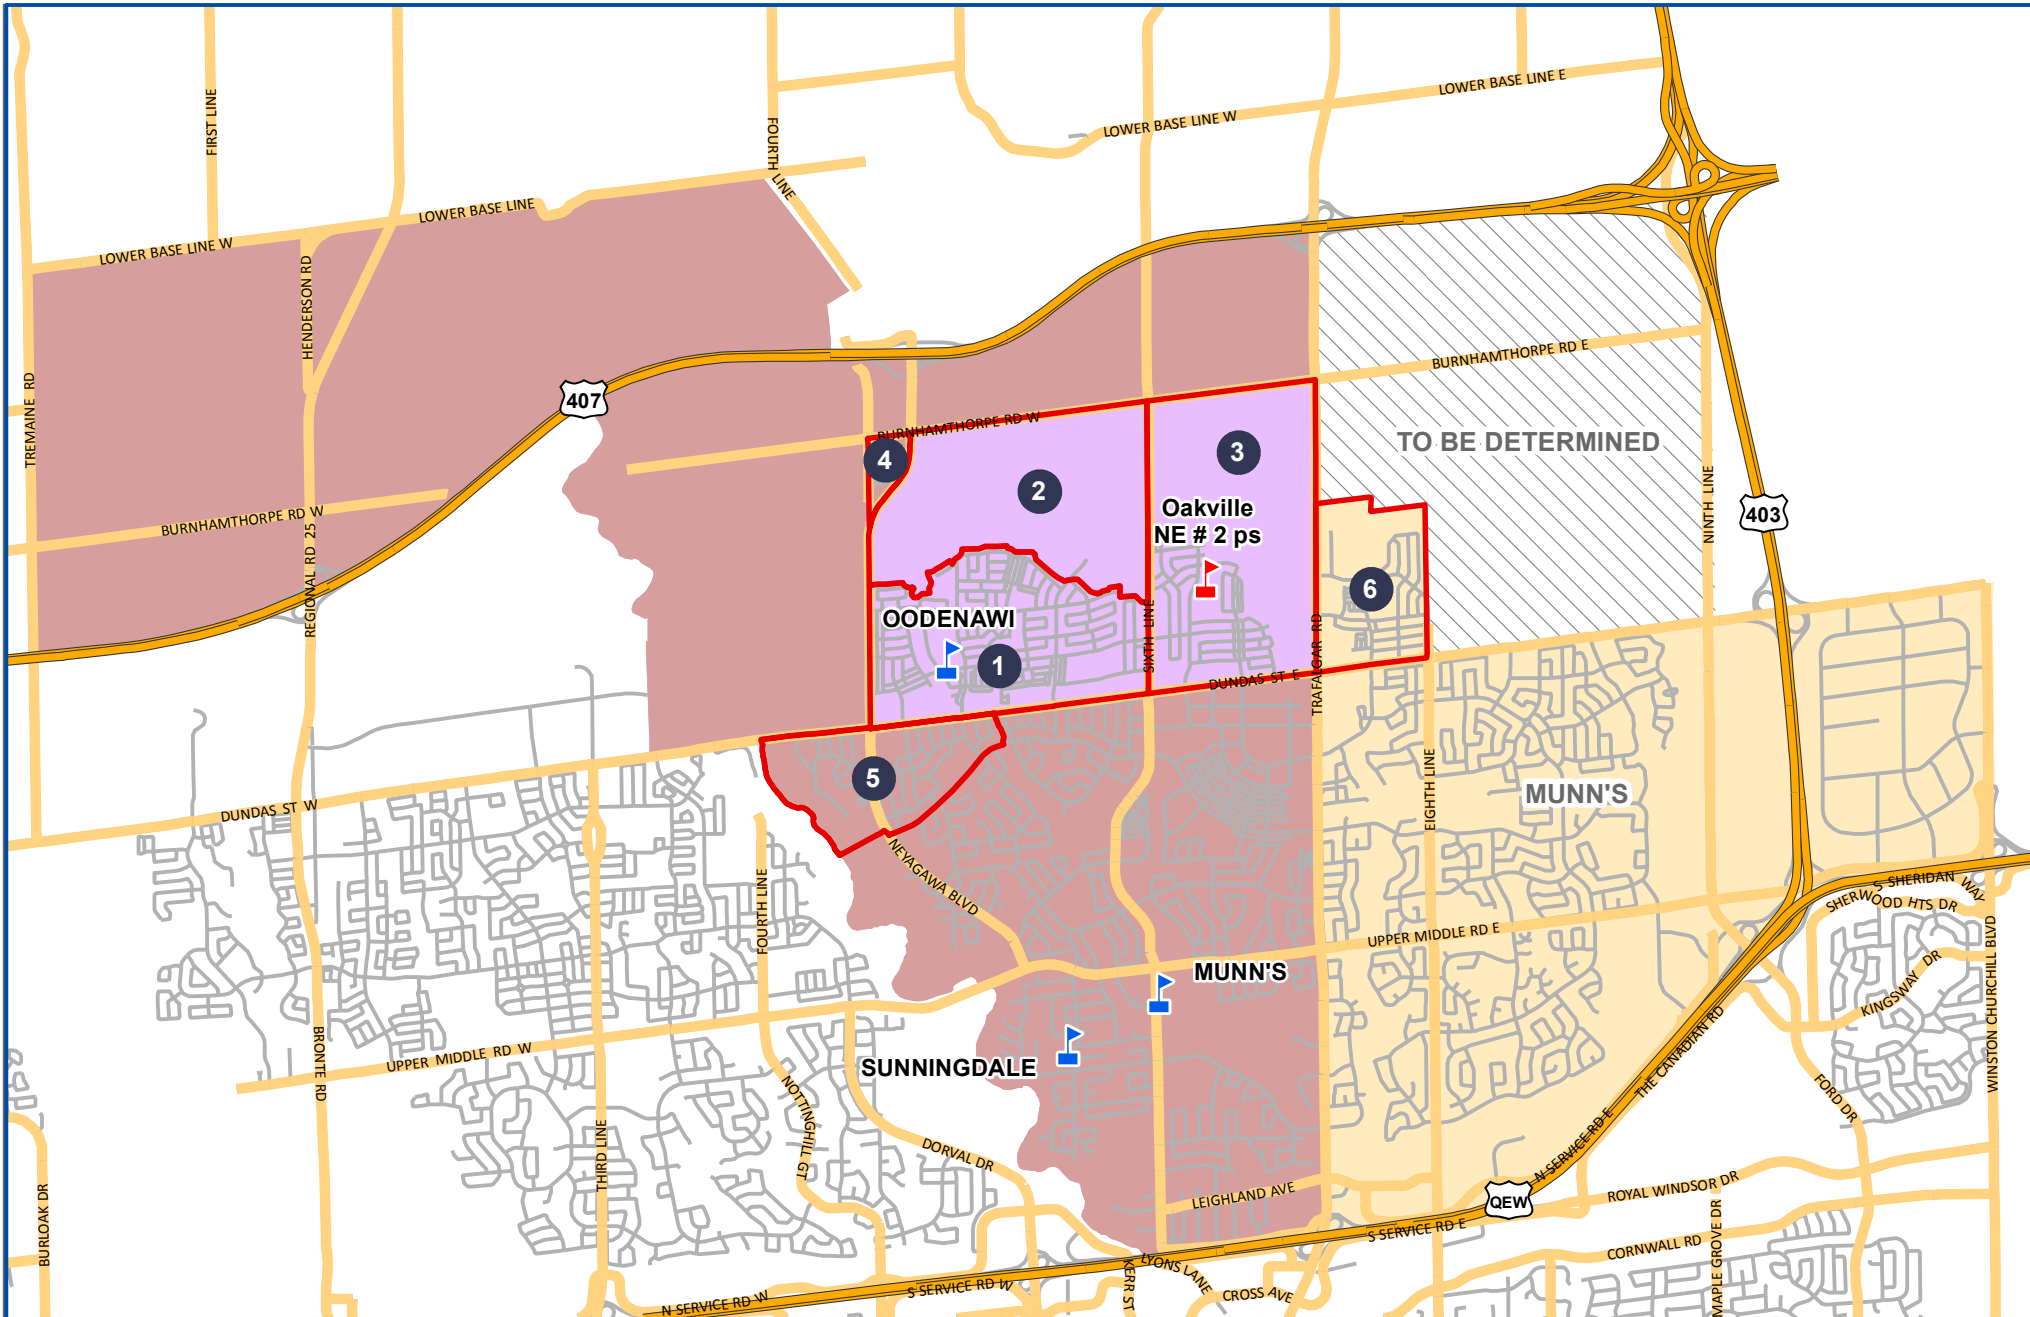 LOWER BASE LINE E
FIRST LINE
FOURTH LINE
LOWER BASE LINE W
LOWER BASE LINE
LOWER BASE LINE W
HENDERSON RD
BURNHAMTHORPE RD E
TREMAINE RD
407
BURNHAMTHORPE RD W
TO BE DETERMINED
4
3
2
Oakville
NE # 2 ps
NINTH LINE
403
BURNHAMTHORPE RD W
REGIONAL RD 25
6
OODENAWI
1
SIXTH LINE
TRAFALGAR RD
DUNDAS ST E
5
MUNN'S
EIGHTH LINE
DUNDAS ST W
NEYAGAWA BLVD
FOURTH LINE
S SHERIDAN WAY
SHERWOOD HTS DR
UPPER MIDDLE RD E
MUNN'S
KINGSWAY DR
WINSTON CHURCHILL BLVD
THE CANADIAN RD
BRONTE RD
UPPER MIDDLE RD W
SUNNINGDALE
NOTTINGHILL GT
FORD DR
N SERVICE RD E
THIRD LINE
DORVAL DR
LEIGHLAND AVE
QEW
ROYAL WINDSOR DR
BURLOAK DR
S SERVICE RD E
CORNWALL RD
MAPLE GROVE DR
LYONS LANE
KERR ST
CROSS AVE
S SERVICE RD W
N SERVICE RD W